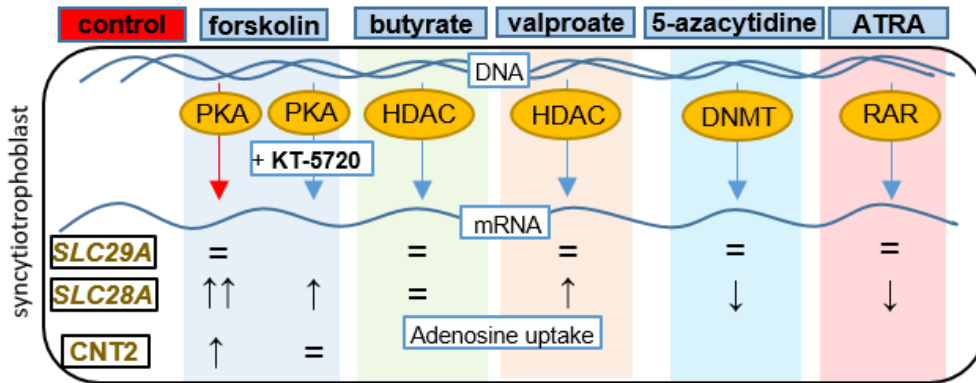 control forskolin butyrate valproate 5-azacytidine ATRA
DNA
PKA PKA HDAC HDAC DNMT RAR
+ KT-5720
mRNA
SLC29A = = = = =
SLC28A ↑↑ ↑ = ↑ ↓ ↓
Adenosine uptake
CNT2 ↑ =
syncytiotrophoblast